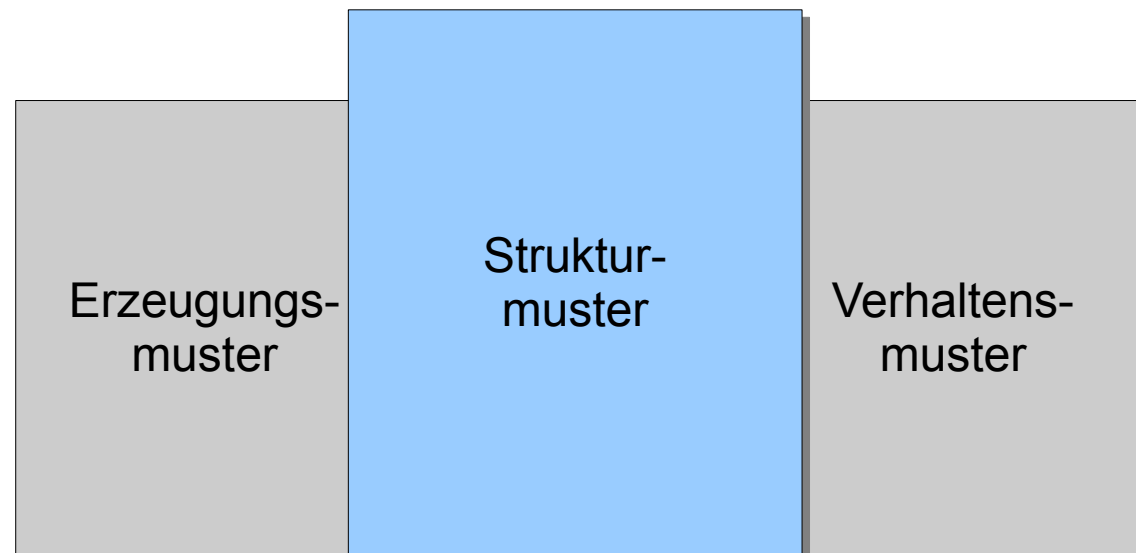 Erzeugungs-
muster
Struktur-
muster
Verhaltens-
muster